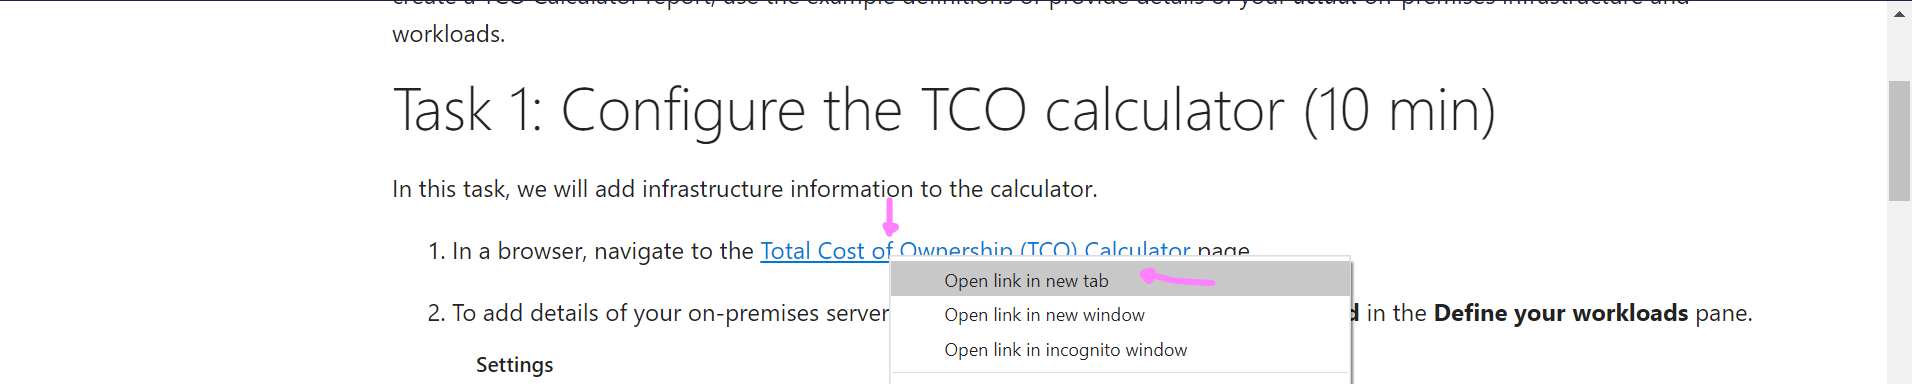 workloads.
Task 1: Configure the TCO calculator (10 min)
In this task, we will add infrastructure information to the calculator.
1. In a browser, navigate to the Total Cost of Ownership (TCO) Calculator page
Open link in new tab
2. To add details of your on-premises server
Open link in new window
in the Define your workloads pane.
Open link in incognito window
Settings